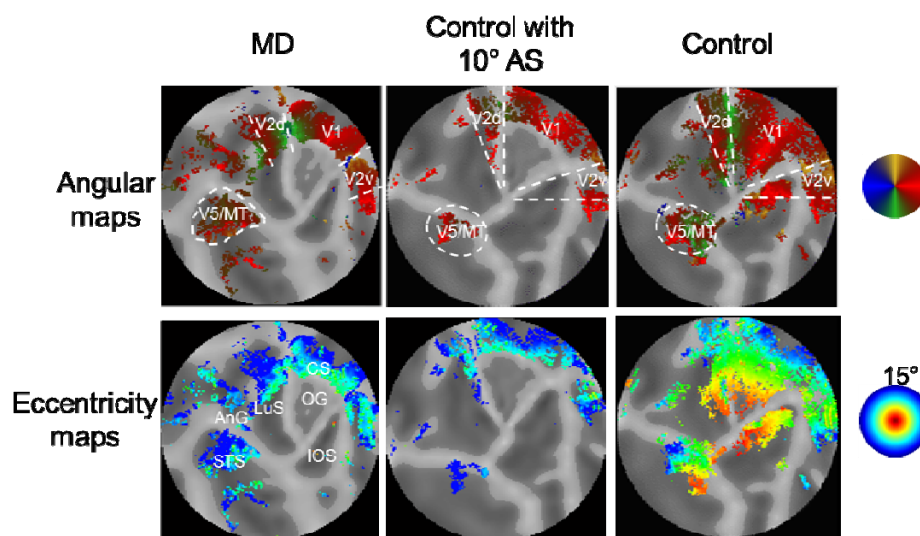 MD
Control with
10° AS
Control
Angular
maps
V2d
V1
V2v
V5/MT
V2d
V1
V2v
V5/MT
V2d
V1
V2v
V5/MT
Eccentricity
maps
CS
OG
LuS
AnG
STS
IOS
15°